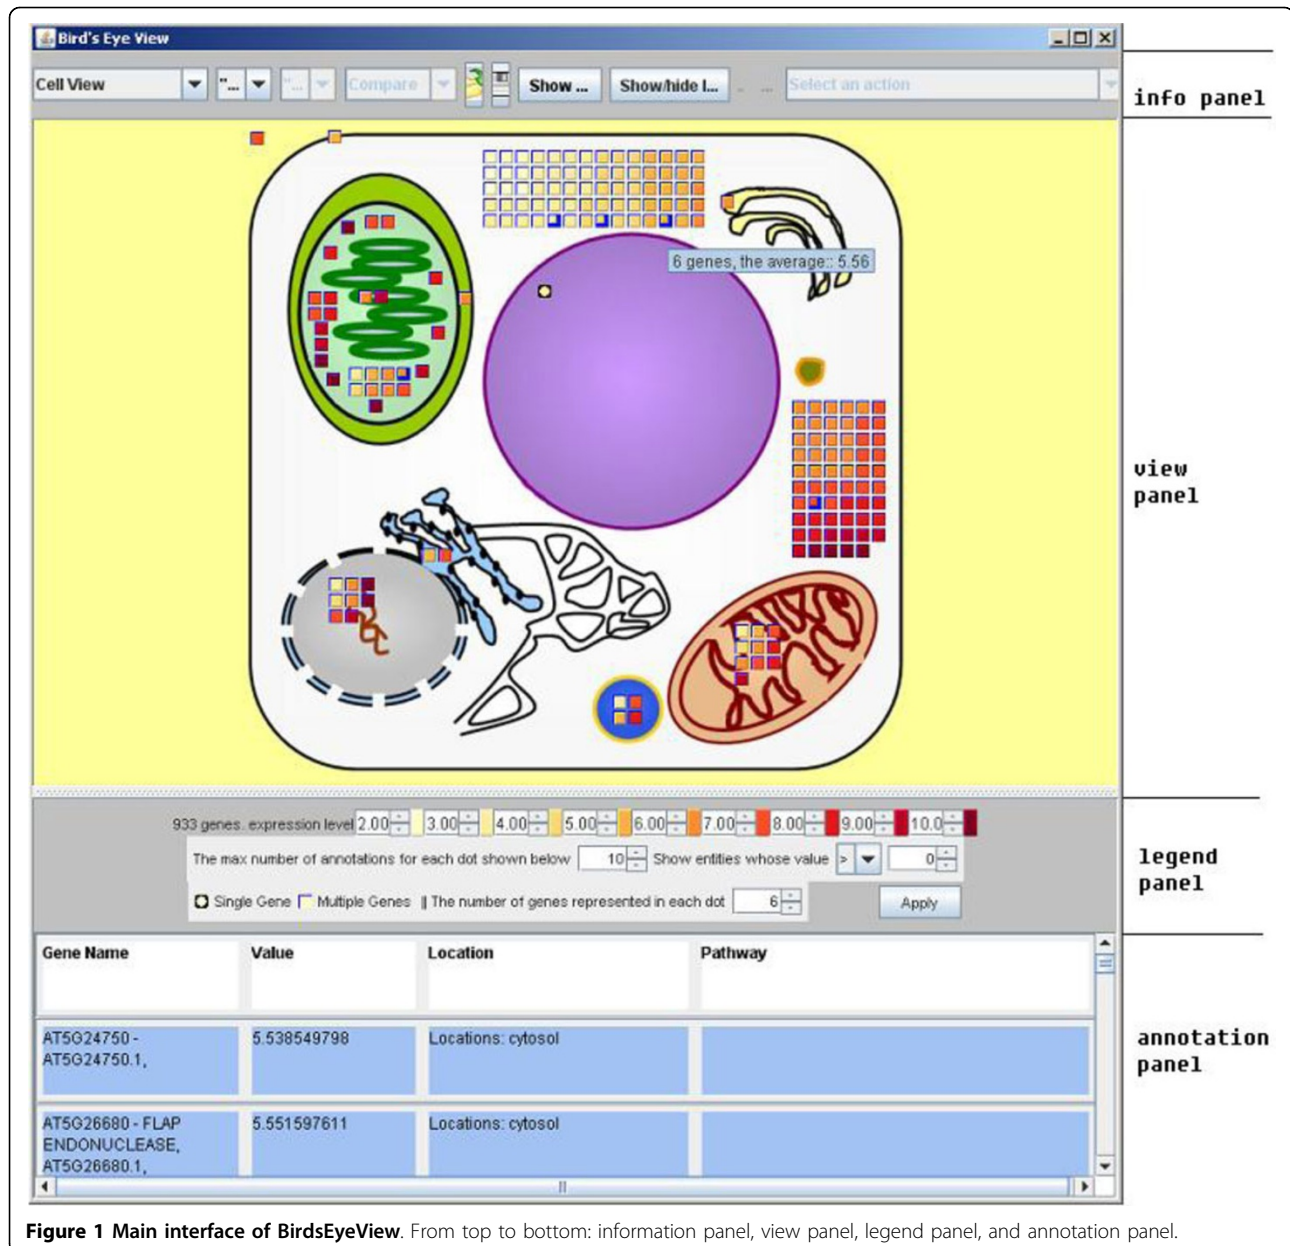 Bird's Eye View
Cell View "... "... Compare Show ... Show/hide I... .. ... Select an action
info panel
6 genes, the average:: 5.56
view
panel
933 genes. expression level 2.00 3.00 4.00 5.00 6.00 7.00 8.00 9.00 10.0
The max number of annotations for each dot shown below 10 Show entities whose value > 0
legend
panel
Single Gene Multiple Genes || The number of genes represented in each dot 6 Apply
Gene Name Value Location Pathway
AT5G24750 - 5.538549798 Locations: cytosol
AT5G24750.1,
annotation
panel
AT5G26680 - FLAP 5.551597611 Locations: cytosol
ENDONUCLEASE,
AT5G26680.1,
Figure 1 Main interface of BirdsEyeView. From top to bottom: information panel, view panel, legend panel, and annotation panel.